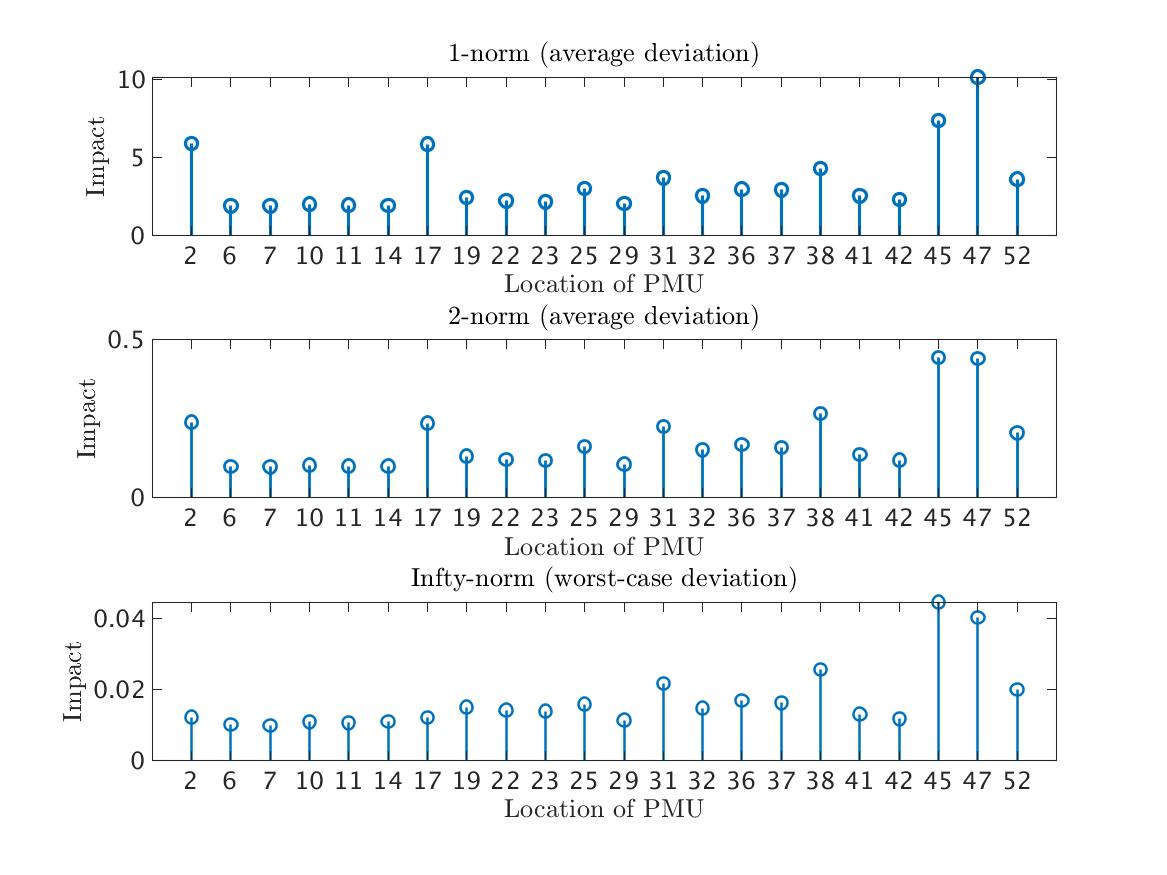 1-norm (average deviation)
Impact
10
5
0
2 6 7 10 11 14 17 19 22 23 25 29 31 32 36 37 38 41 42 45 47 52
Location of PMU
2-norm (average deviation)
Impact
0.5
0
2 6 7 10 11 14 17 19 22 23 25 29 31 32 36 37 38 41 42 45 47 52
Location of PMU
Infty-norm (worst-case deviation)
Impact
0.04
0.02
0
2 6 7 10 11 14 17 19 22 23 25 29 31 32 36 37 38 41 42 45 47 52
Location of PMU